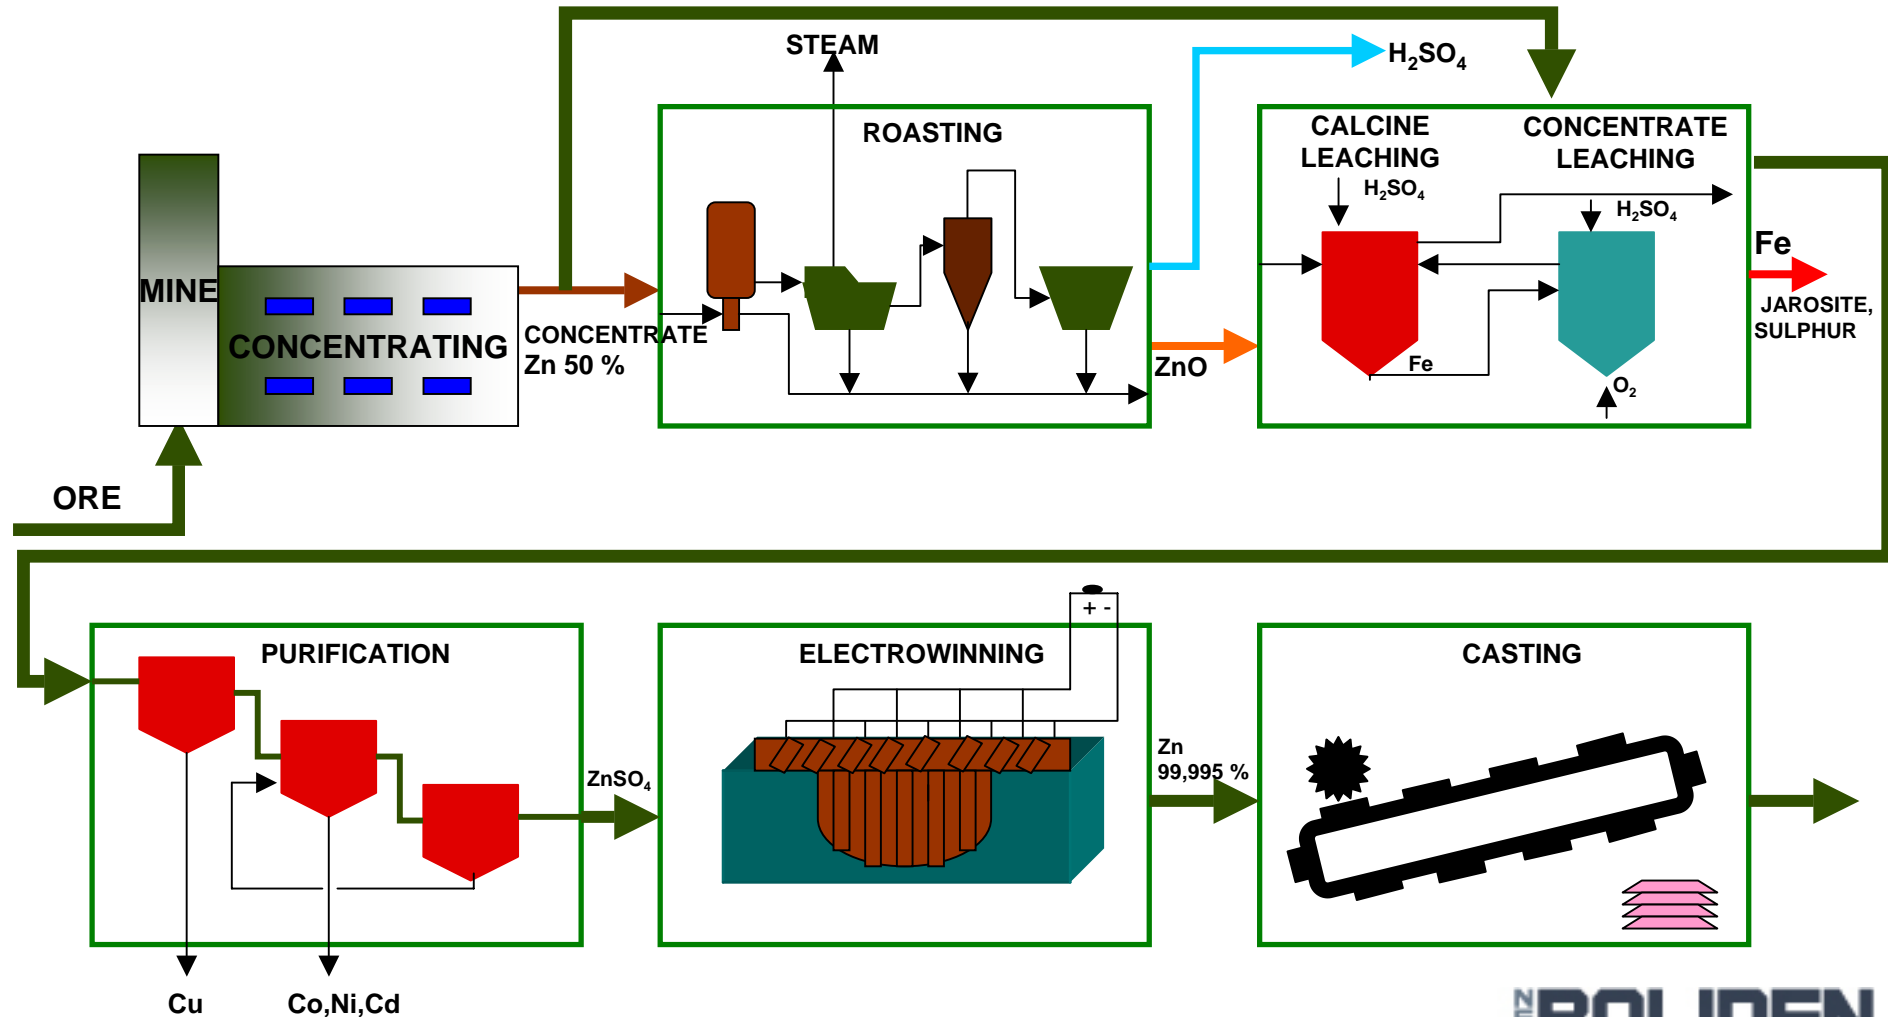 STEAM
H₂SO₄
ROASTING
CALCINE
LEACHING
CONCENTRATE
LEACHING
H₂SO₄
H₂SO₄
Fe
MINE
CONCENTRATING
CONCENTRATE
Zn 50 %
ZnO
Fe
O₂
JAROSITE,
SULPHUR
ORE
+ -
PURIFICATION
ELECTROWINNING
CASTING
ZnSO₄
Zn
99,995 %
Cu
Co,Ni,Cd
BOLIDEN